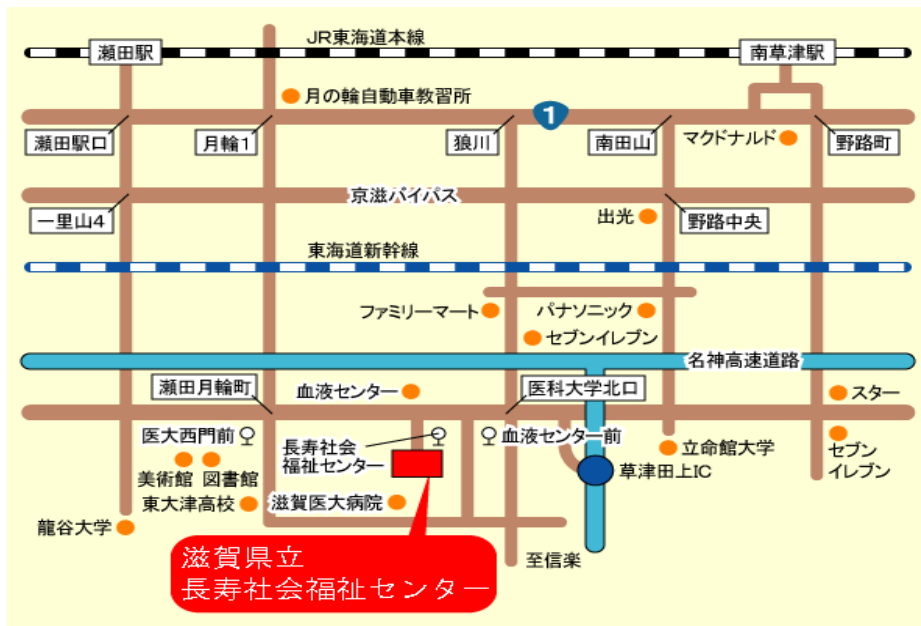 JR東海道本線
瀬田駅
南草津駅
月の輪自動車教習所
1
瀬田駅口
月輪1
狼川
南田山
マクドナルド
野路町
京滋バイパス
一里山4
出光
野路中央
東海道新幹線
ファミリーマート
パナソニック
セブンイレブン
名神高速道路
瀬田月輪町
血液センター
医科大学北口
スター
医大西門前
長寿社会
福祉センター
血液センター前
立命館大学
セブン
イレブン
美術館
図書館
草津田上IC
東大津高校
滋賀医大病院
龍谷大学
至信楽
滋賀県立
長寿社会福祉センター